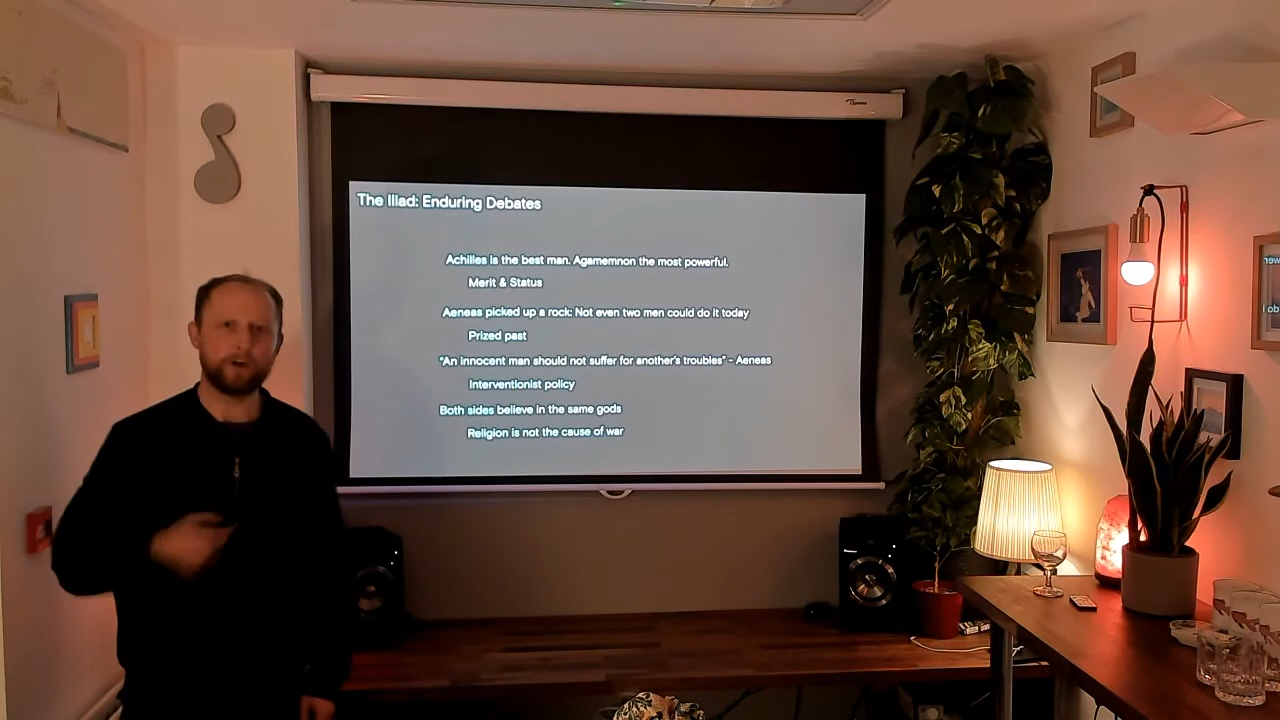 Optoma
The Iliad: Enduring Debates
Achilles is the best man. Agamemnon the most powerful.
Merit & Status
Aeneas picked up a rock: Not even two men could do it today
Prized past
"An innocent man should not suffer for another's troubles" - Aeneas
Interventionist policy
Both sides believe in the same gods
Religion is not the cause of war